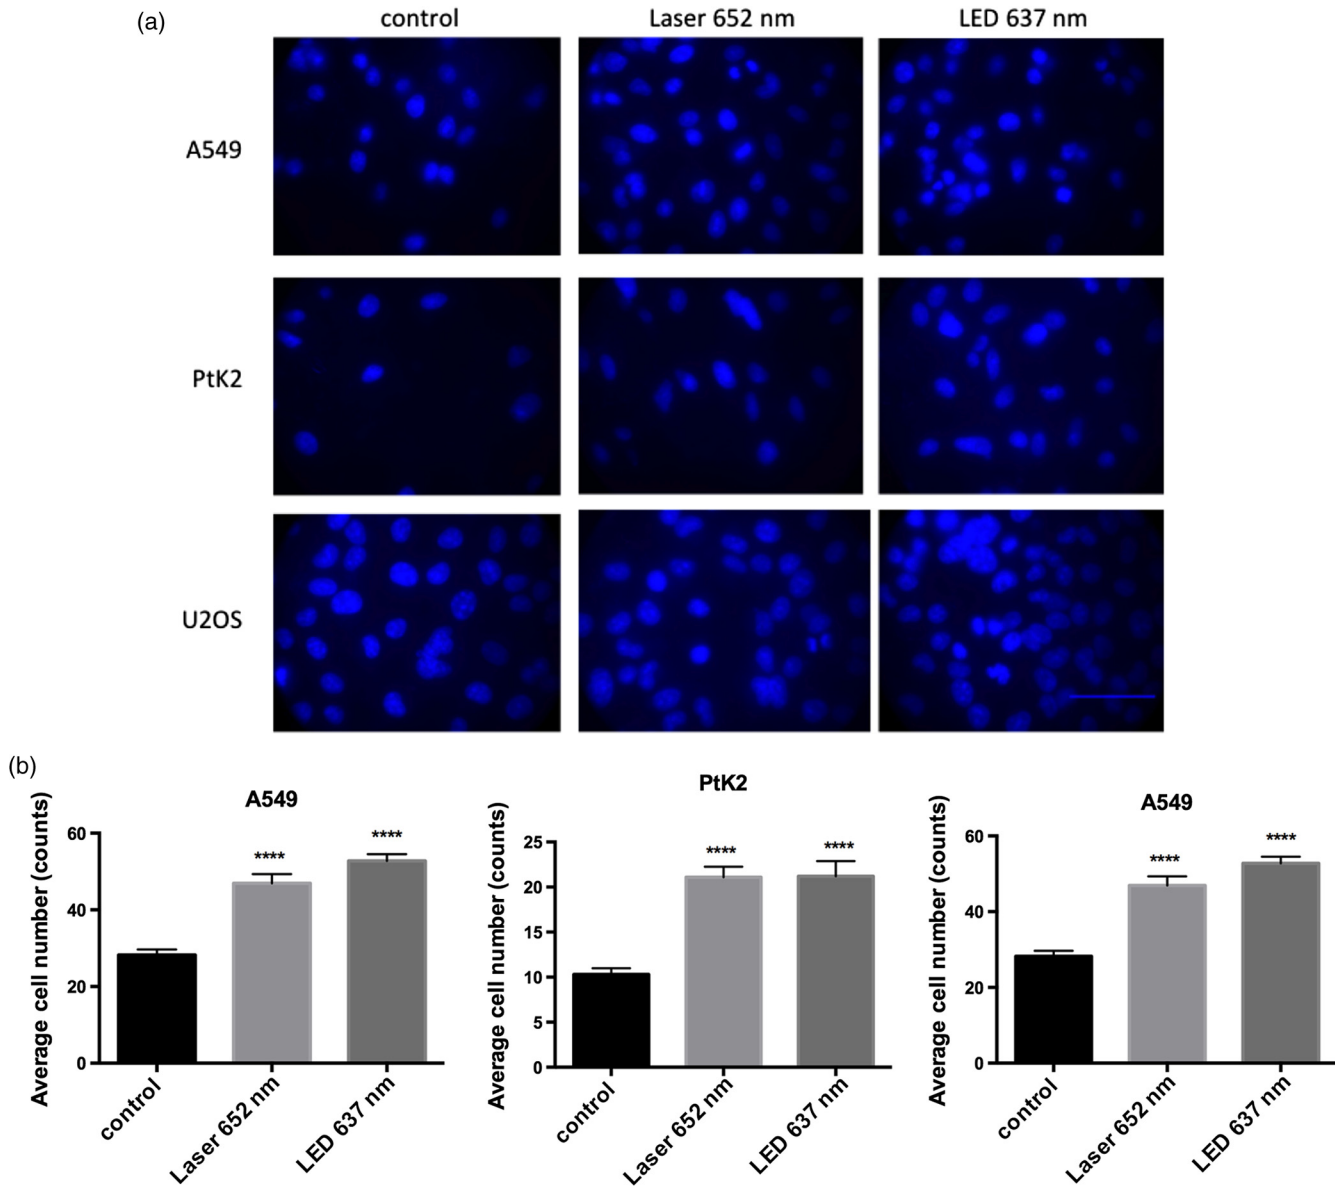 (a)
control
Laser 652 nm
LED 637 nm
A549
PtK2
U2OS
(b)
A549
Average cell number (counts)
60
40
20
0
****
****
control
Laser 652 nm
LED 637 nm
PtK2
Average cell number (counts)
25
20
15
10
5
0
****
****
control
Laser 652 nm
LED 637 nm
A549
Average cell number (counts)
60
40
20
0
****
****
control
Laser 652 nm
LED 637 nm